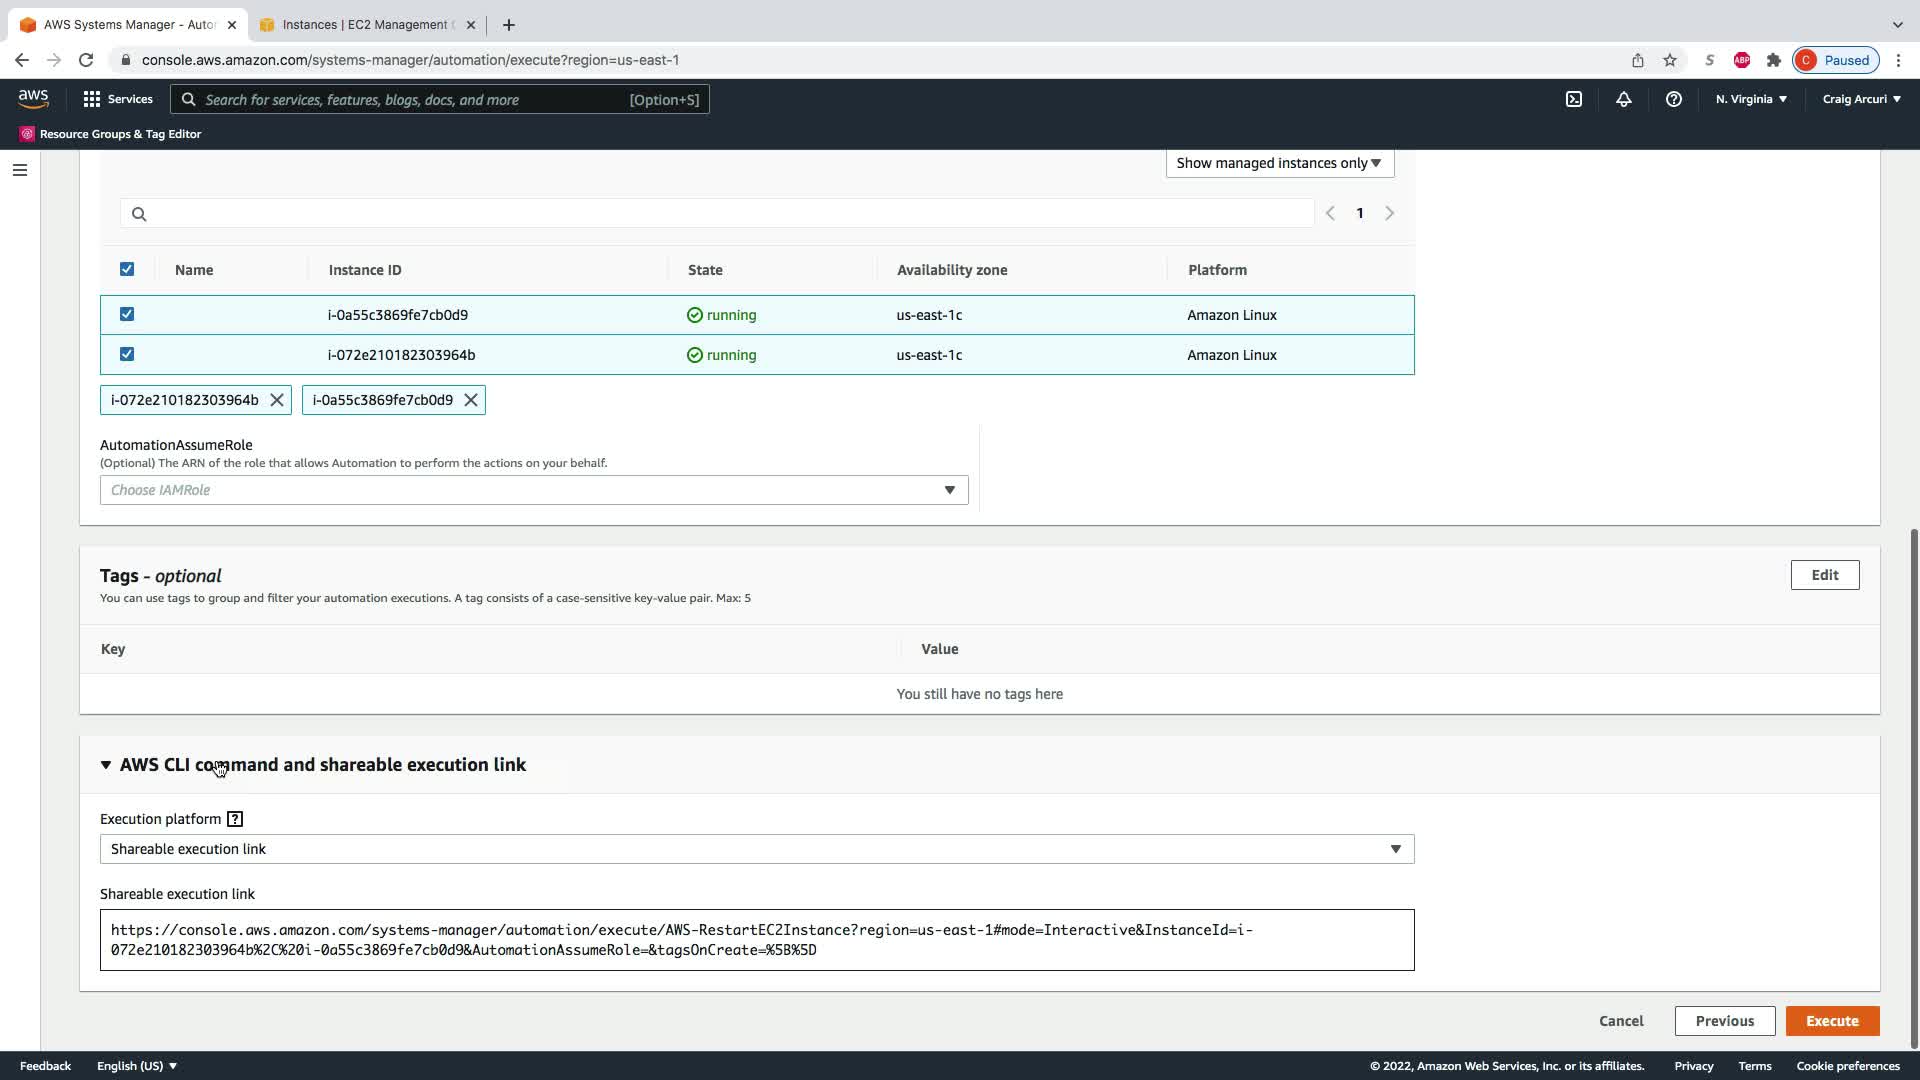 AWS Systems Manager - Autor
Instances | EC2 Management C
console.aws.amazon.com/systems-manager/automation/execute?region=us-east-1
S
ABP
C Paused
aws
Services
Search for services, features, blogs, docs, and more [Option+S]
N. Virginia
Craig Arcuri
Resource Groups & Tag Editor
Show managed instances only
1
Name Instance ID State Availability zone Platform
i-0a55c3869fe7cb0d9 running us-east-1c Amazon Linux
i-072e210182303964b running us-east-1c Amazon Linux
i-072e210182303964b i-0a55c3869fe7cb0d9
AutomationAssumeRole
(Optional) The ARN of the role that allows Automation to perform the actions on your behalf.
Choose IAMRole
Tags - optional
Edit
You can use tags to group and filter your automation executions. A tag consists of a case-sensitive key-value pair. Max: 5
Key Value
You still have no tags here
AWS CLI command and shareable execution link
Execution platform ?
Shareable execution link
Shareable execution link
https://console.aws.amazon.com/systems-manager/automation/execute/AWS-RestartEC2Instance?region=us-east-1#mode=Interactive&InstanceId=i-
072e210182303964b%2C%20i-0a55c3869fe7cb0d9&AutomationAssumeRole=&tagsOnCreate=%5B%5D
Cancel Previous Execute
Feedback English (US) © 2022, Amazon Web Services, Inc. or its affiliates. Privacy Terms Cookie preferences